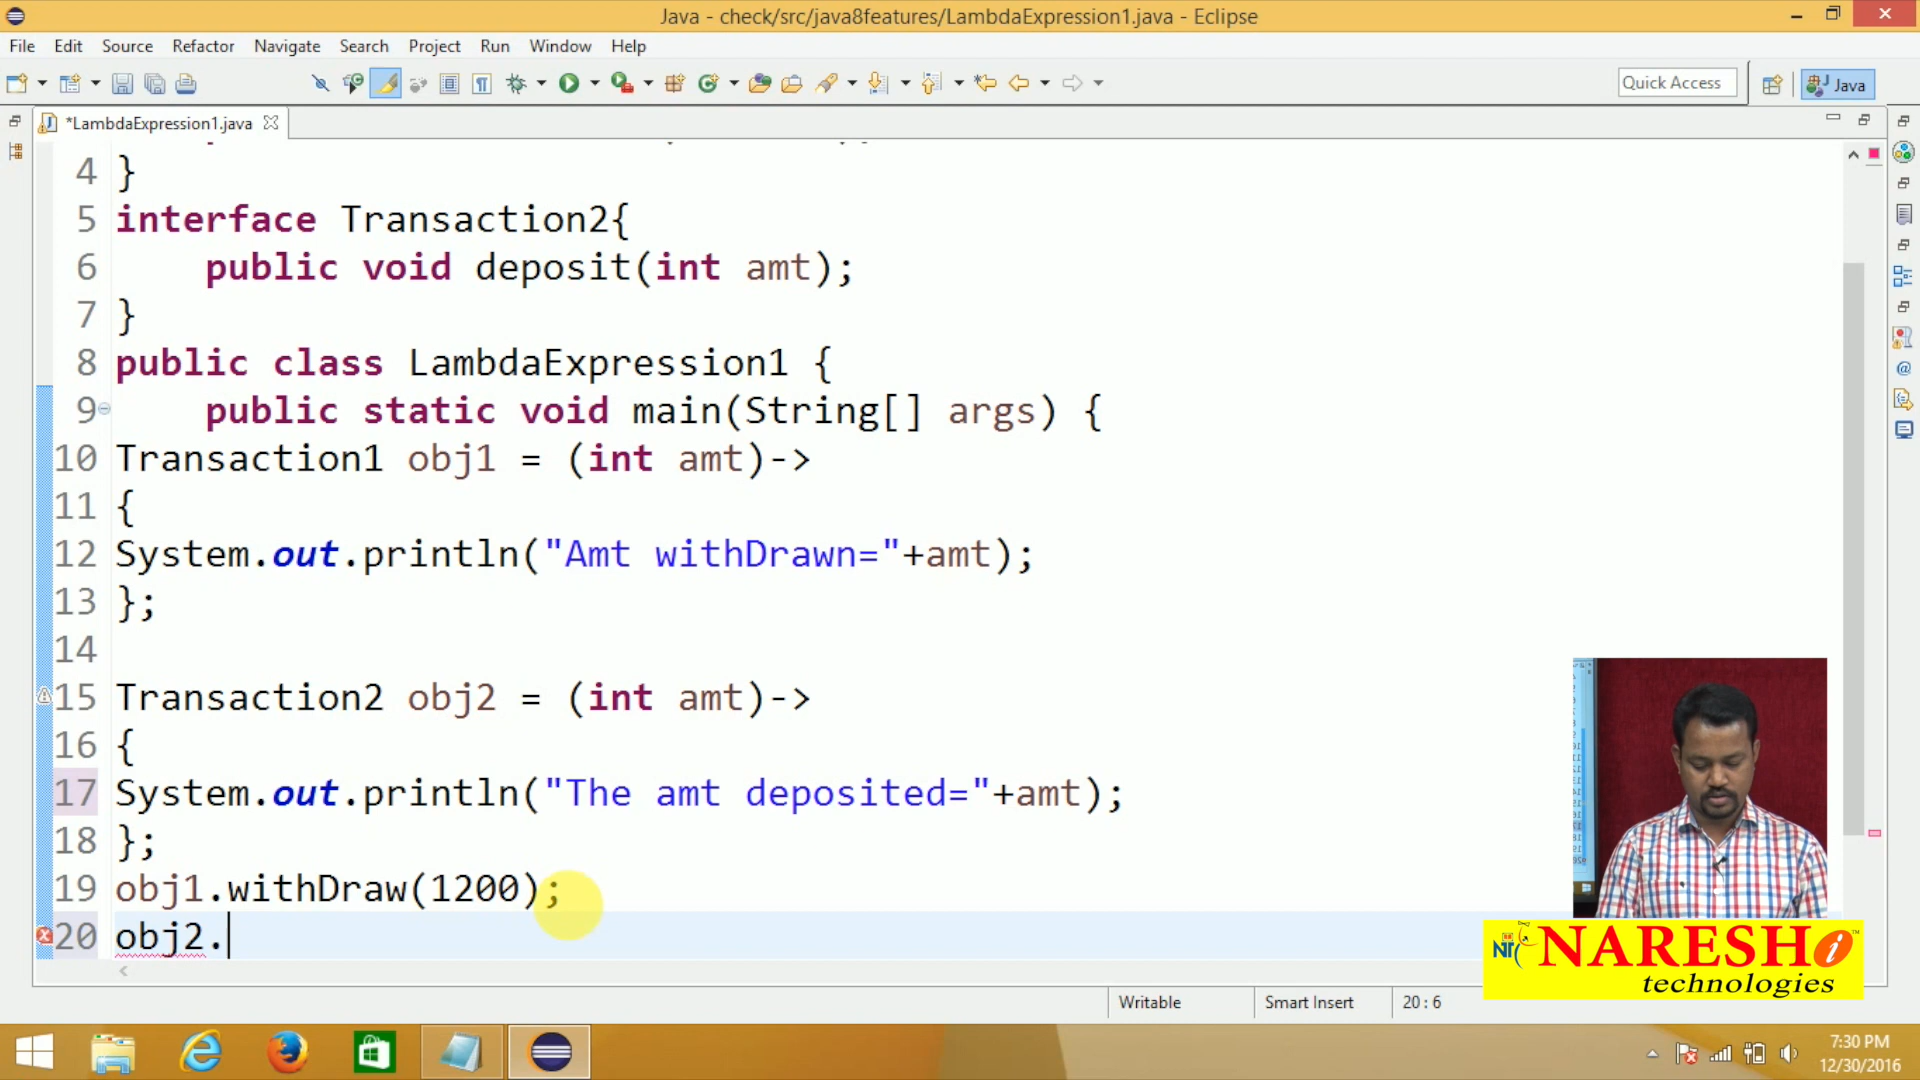 Java - check/src/java8features/LambdaExpression1.java - Eclipse
File Edit Source Refactor Navigate Search Project Run Window Help
Quick Access
Java
*LambdaExpression1.java
4 }
5 interface Transaction2{
6 public void deposit(int amt);
7 }
8 public class LambdaExpression1 {
9 public static void main(String[] args) {
10 Transaction1 obj1 = (int amt)->
11 {
12 System.out.println("Amt withDrawn="+amt);
13 };
14
15 Transaction2 obj2 = (int amt)->
16 {
17 System.out.println("The amt deposited="+amt);
18 };
19 obj1.withDraw(1200);
20 obj2.
NARESH i
technologies
Writable Smart Insert 20 : 6
7:30 PM
12/30/2016